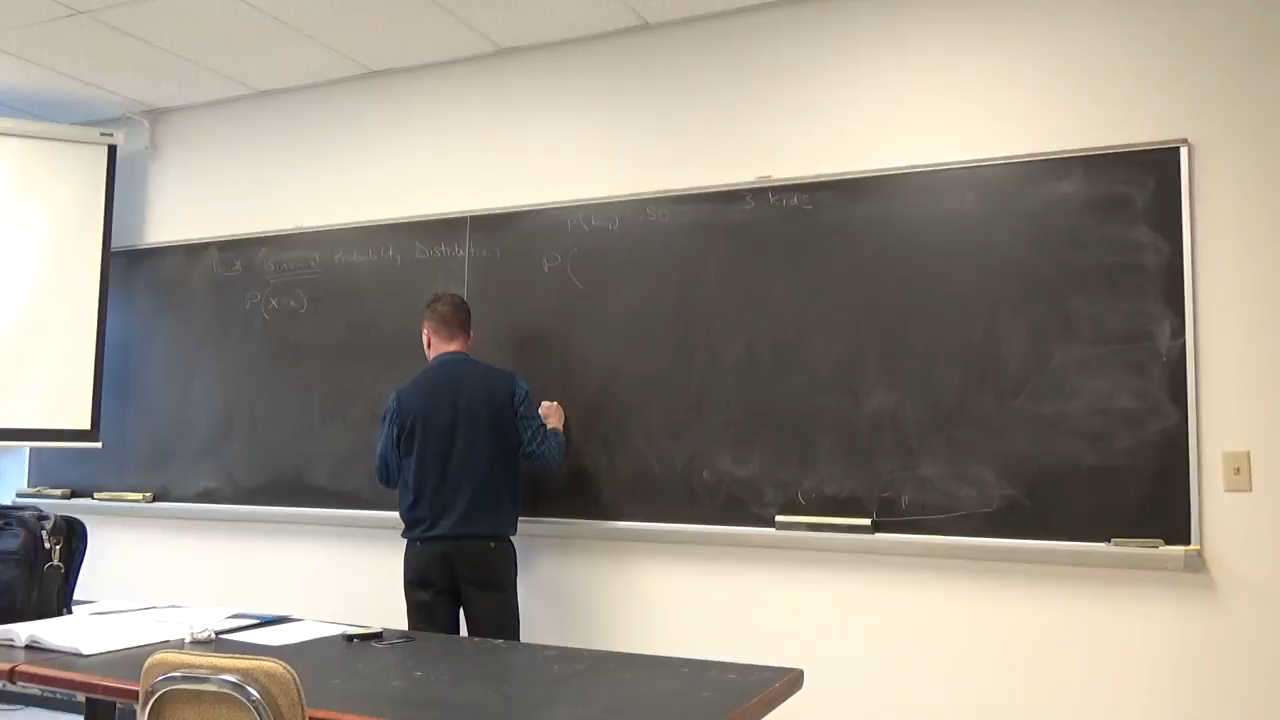 Binomial Probability Distribution
P(X=x)
P( ) .50
3 kids
P(